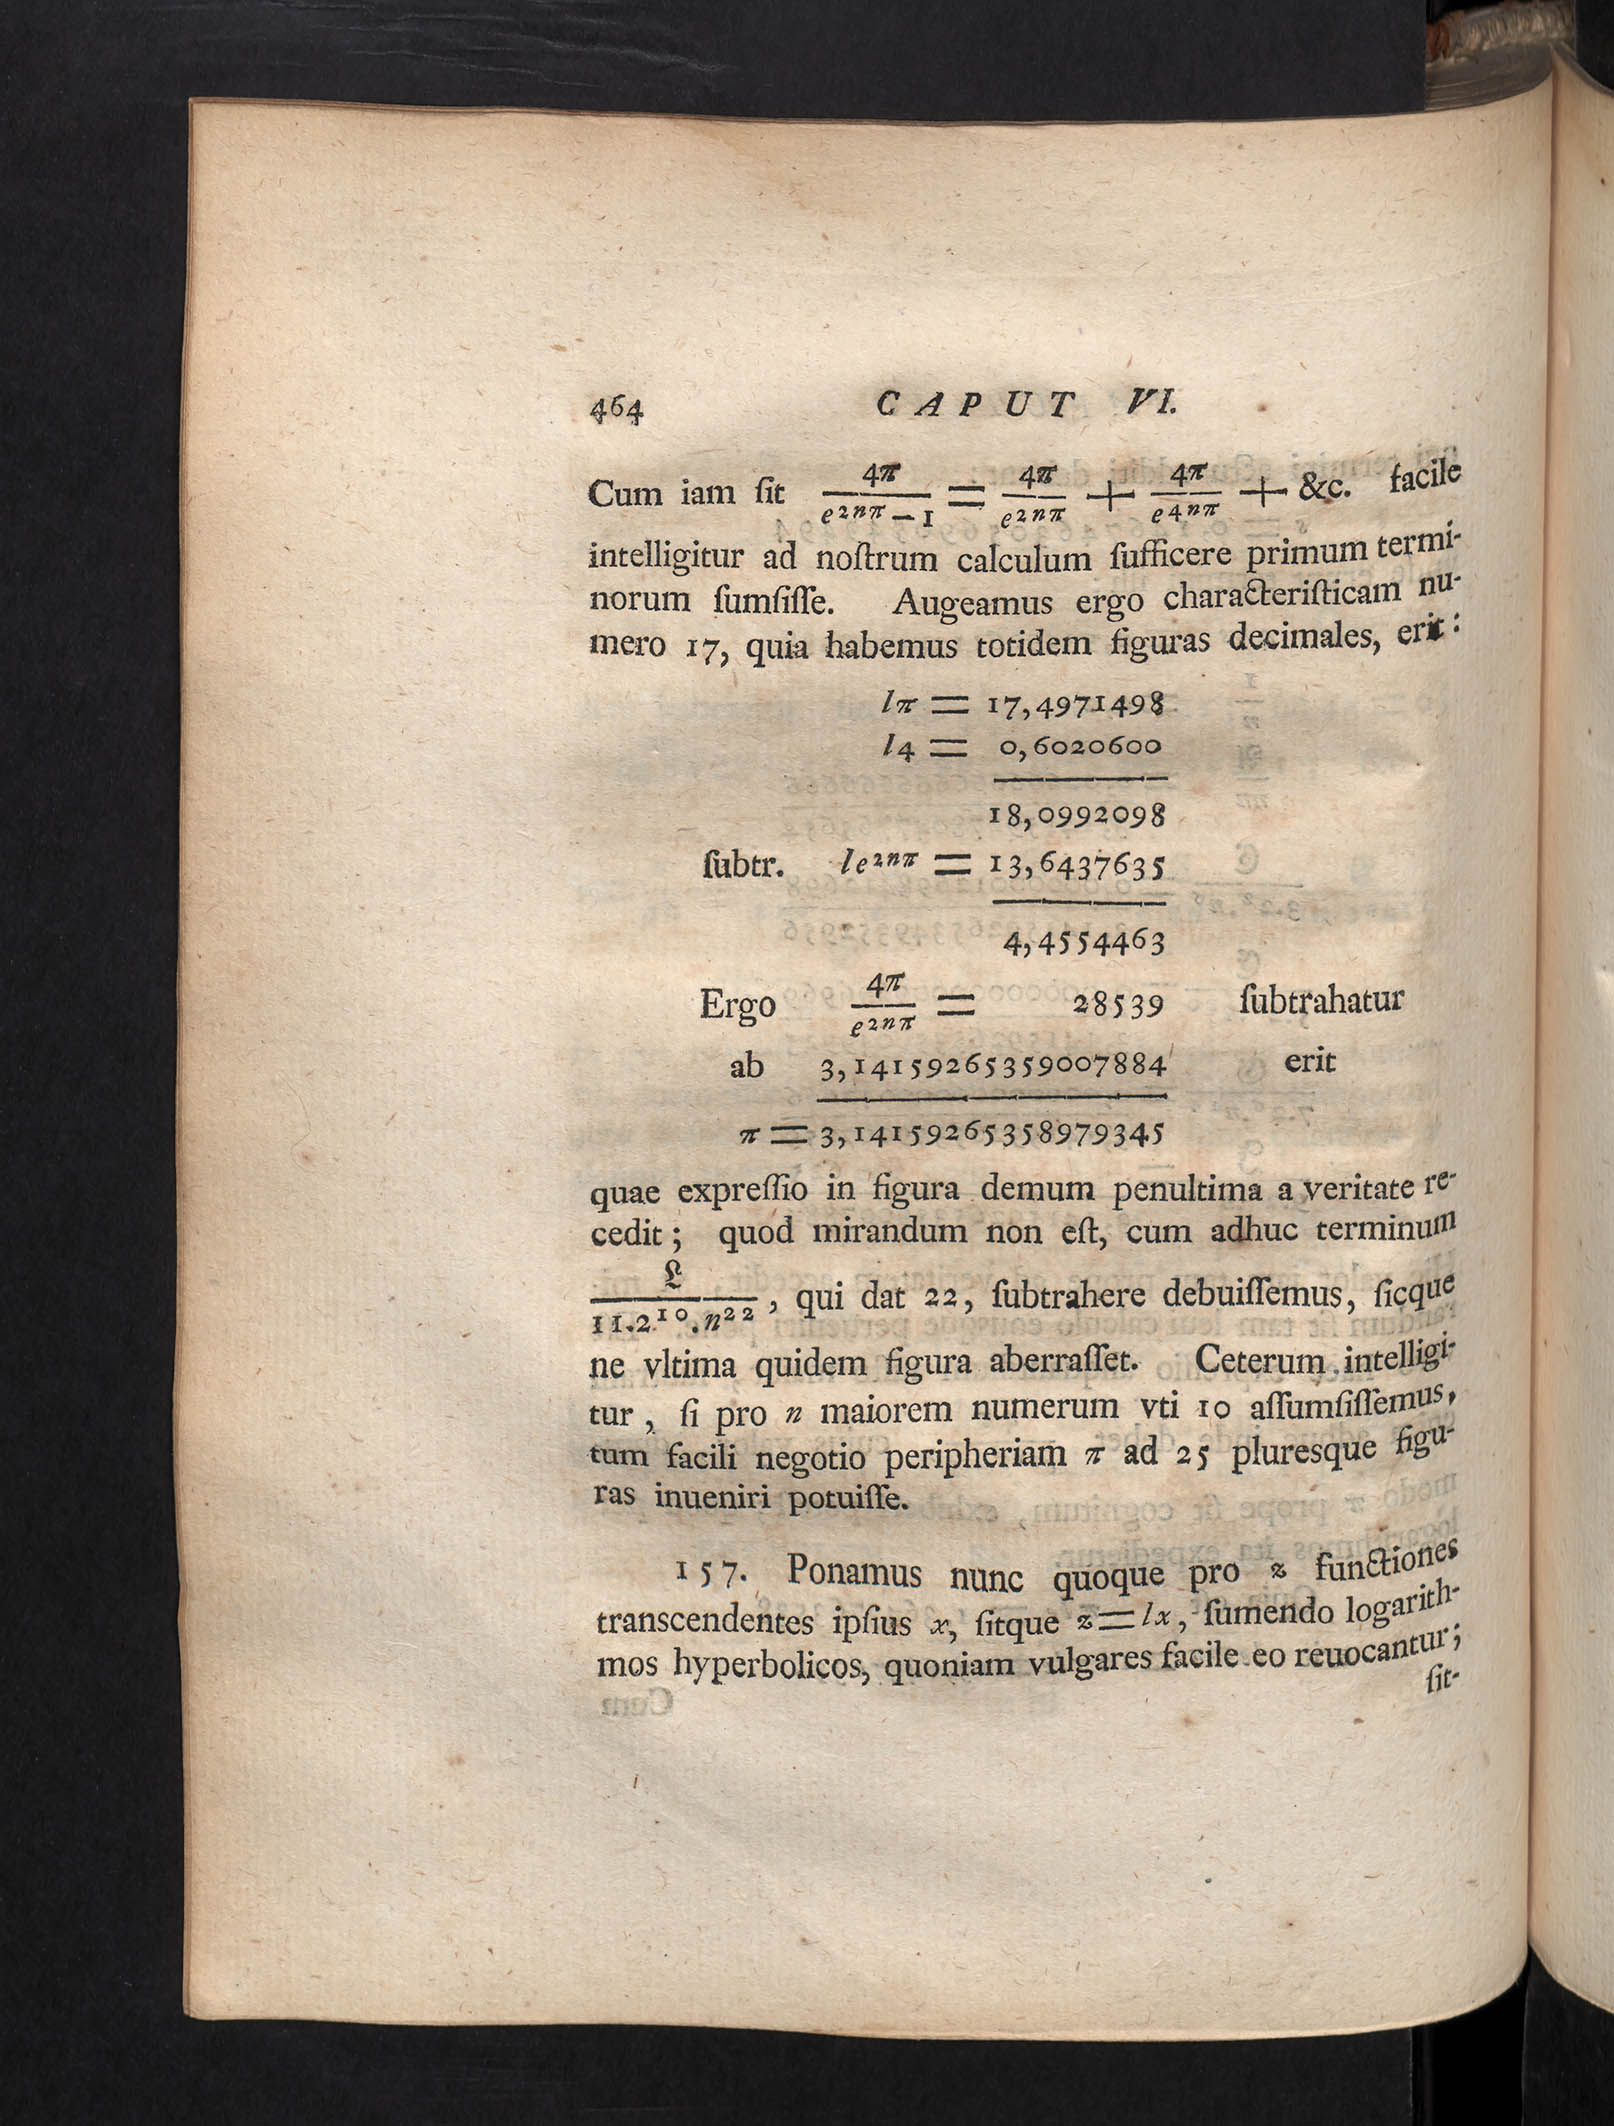 464 CAPUT VI.
Cum iam ſit 4π/e^{2nπ}−1 = 4π/e^{2nπ} + 4π/e^{4nπ} + &c. facile
intelligitur ad noſtrum calculum ſufficere primum termi-
norum ſumſiſſe. Augeamus ergo characteriſticam nu-
mero 17, quia habemus totidem figuras decimales, erit:
lπ = 17,4971498
l4 = 0,6020600
18,0992098
ſubtr. le^{2nπ} = 13,6437635
4,4554463
Ergo 4π/e^{2nπ} = 28539 ſubtrahatur
ab 3,14159265359007884 erit
π = 3,14159265358979345
quae expreſſio in figura demum penultima a veritate re-
cedit; quod mirandum non eſt, cum adhuc terminum
𝔏/11.2^{10}.n^{22}, qui dat 22, ſubtrahere debuiſſemus, ſicque
ne vltima quidem figura aberraſſet. Ceterum intelligi-
tur, ſi pro n maiorem numerum vti 10 aſſumſiſſemus,
tum facili negotio peripheriam π ad 25 pluresque figu-
ras inueniri potuiſſe.
157. Ponamus nunc quoque pro z functiones
transcendentes ipſius x, ſitque z=lx, ſumendo logarith-
mos hyperbolicos, quoniam vulgares facile eo reuocantur;
ſit-